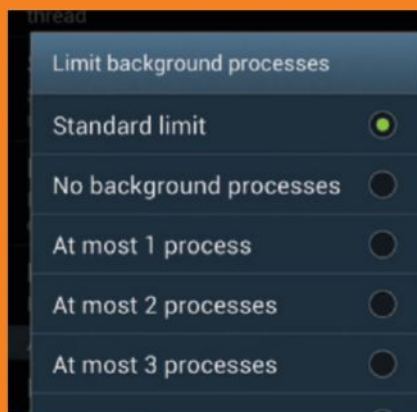 thread
Limit background processes
Standard limit
No background processes
At most 1 process
At most 2 processes
At most 3 processes